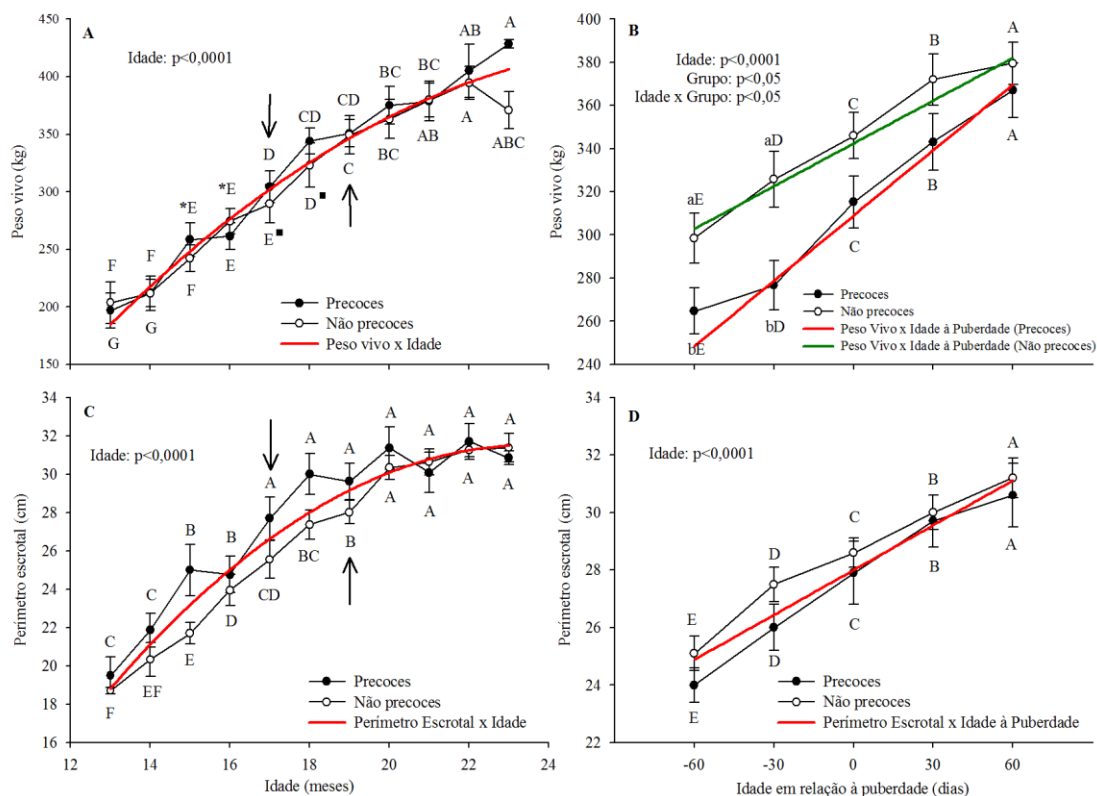 A
Idade: p<0,0001
Peso vivo (kg)
450
400
350
300
250
200
150
F
F
*E
*E
D
CD
CD
BC
BC
AB
A
G
G
F
E
E ▪
D ▪
C
BC
AB
A
ABC
Precoces
Não precoces
Peso vivo x Idade
B
Idade: p<0,0001
Grupo: p<0,05
Idade x Grupo: p<0,05
Peso vivo (kg)
400
380
360
340
320
300
280
260
240
aE
aD
C
B
A
bE
bD
C
B
A
Precoces
Não precoces
Peso Vivo x Idade à Puberdade (Precoces)
Peso Vivo x Idade à Puberdade (Não precoces)
C
Idade: p<0,0001
Perímetro escrotal (cm)
34
32
30
28
26
24
22
20
18
16
C
C
B
B
A
A
A
A
A
A
A
F
EF
E
D
CD
BC
B
A
A
A
A
Precoces
Não precoces
Perímetro Escrotal x Idade
12 14 16 18 20 22 24
Idade (meses)
D
Idade: p<0,0001
Perímetro escrotal (cm)
34
32
30
28
26
24
22
E
D
C
B
A
E
D
C
B
A
Precoces
Não precoces
Perímetro Escrotal x Idade à Puberdade
-60 -30 0 30 60
Idade em relação à puberdade (dias)